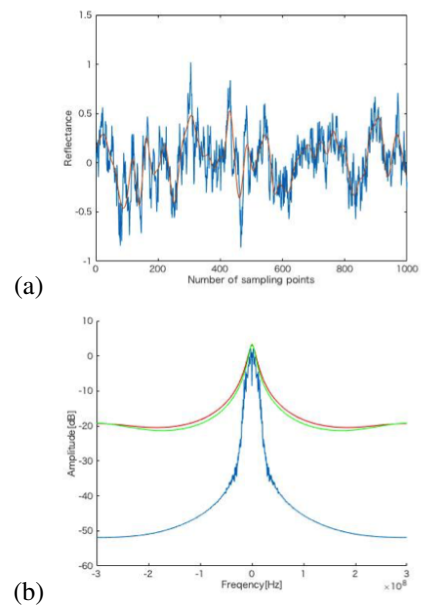 1.5
1
0.5
0
-0.5
-1
Reflectance
0 200 400 600 800 1000
Number of sampling points
(a)
10
0
-10
-20
-30
-40
-50
-60
Amplitude[dB]
-3 -2 -1 0 1 2 3
Freqency[Hz]
×10⁸
(b)